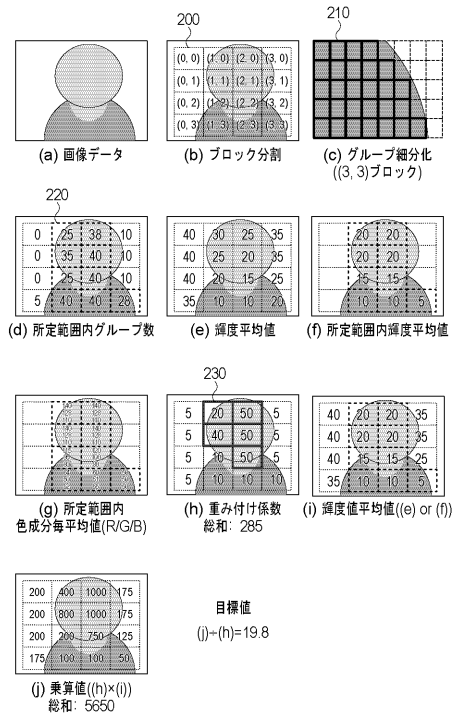 200
210
(0, 0) (1, 0) (2, 0) (3, 0)
(0, 1) (1, 1) (2, 1) (3, 1)
(0, 2) (1, 2) (2, 2) (3, 2)
(0, 3) (1, 3) (2, 3) (3, 3)
(a) 画像データ
(b) ブロック分割
(c) グループ細分化
((3, 3)ブロック)
220
0 25 38 10
0 35 40 10
0 25 40 10
5 40 40 28
40 30 25 35
40 20 20 35
40 20 15 25
35 10 10 20
20 20
20 20
15 15
10 10 5
(d) 所定範囲内グループ数
(e) 輝度平均値
(f) 所定範囲内輝度平均値
230
5 20 50 5
5 40 50 5
5 10 50 5
5 10 10 10
40 20 20 35
40 20 20 35
40 20 15 25
35 10 10 5
(g) 所定範囲内
色成分毎平均値(R/G/B)
(h) 重み付け係数
総和: 285
(i) 輝度値平均値((e) or (f))
200 400 1000 175
200 800 1000 175
200 200 750 125
175 100 100 50
目標値
(j)÷(h)=19.8
(j) 乗算値((h)×(i))
総和: 5650